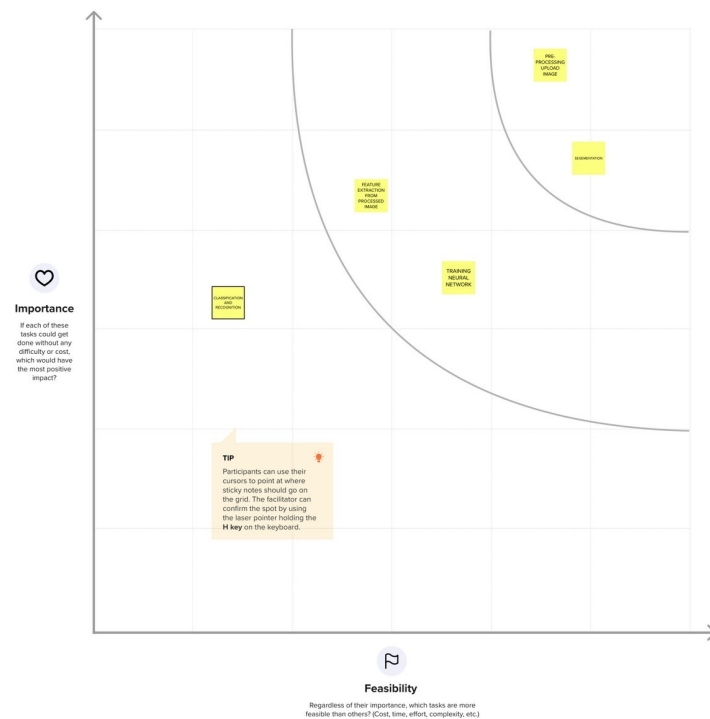 PRE-
PROCESSING
UPLOAD
IMAGE
SEGEMENTATION
FEATURE
EXTRACTION
FROM
PROCESSED
IMAGE
TRAINING
NEURAL
NETWORK
CLASSIFICATION
AND
RECOGNITION
Importance
If each of these
tasks could get
done without any
difficulty or cost,
which would have
the most positive
impact?
TIP
Participants can use their
cursors to point at where
sticky notes should go on
the grid. The facilitator can
confirm the spot by using
the laser pointer holding the
H key on the keyboard.
Feasibility
Regardless of their importance, which tasks are more
feasible than others? (Cost, time, effort, complexity, etc.)